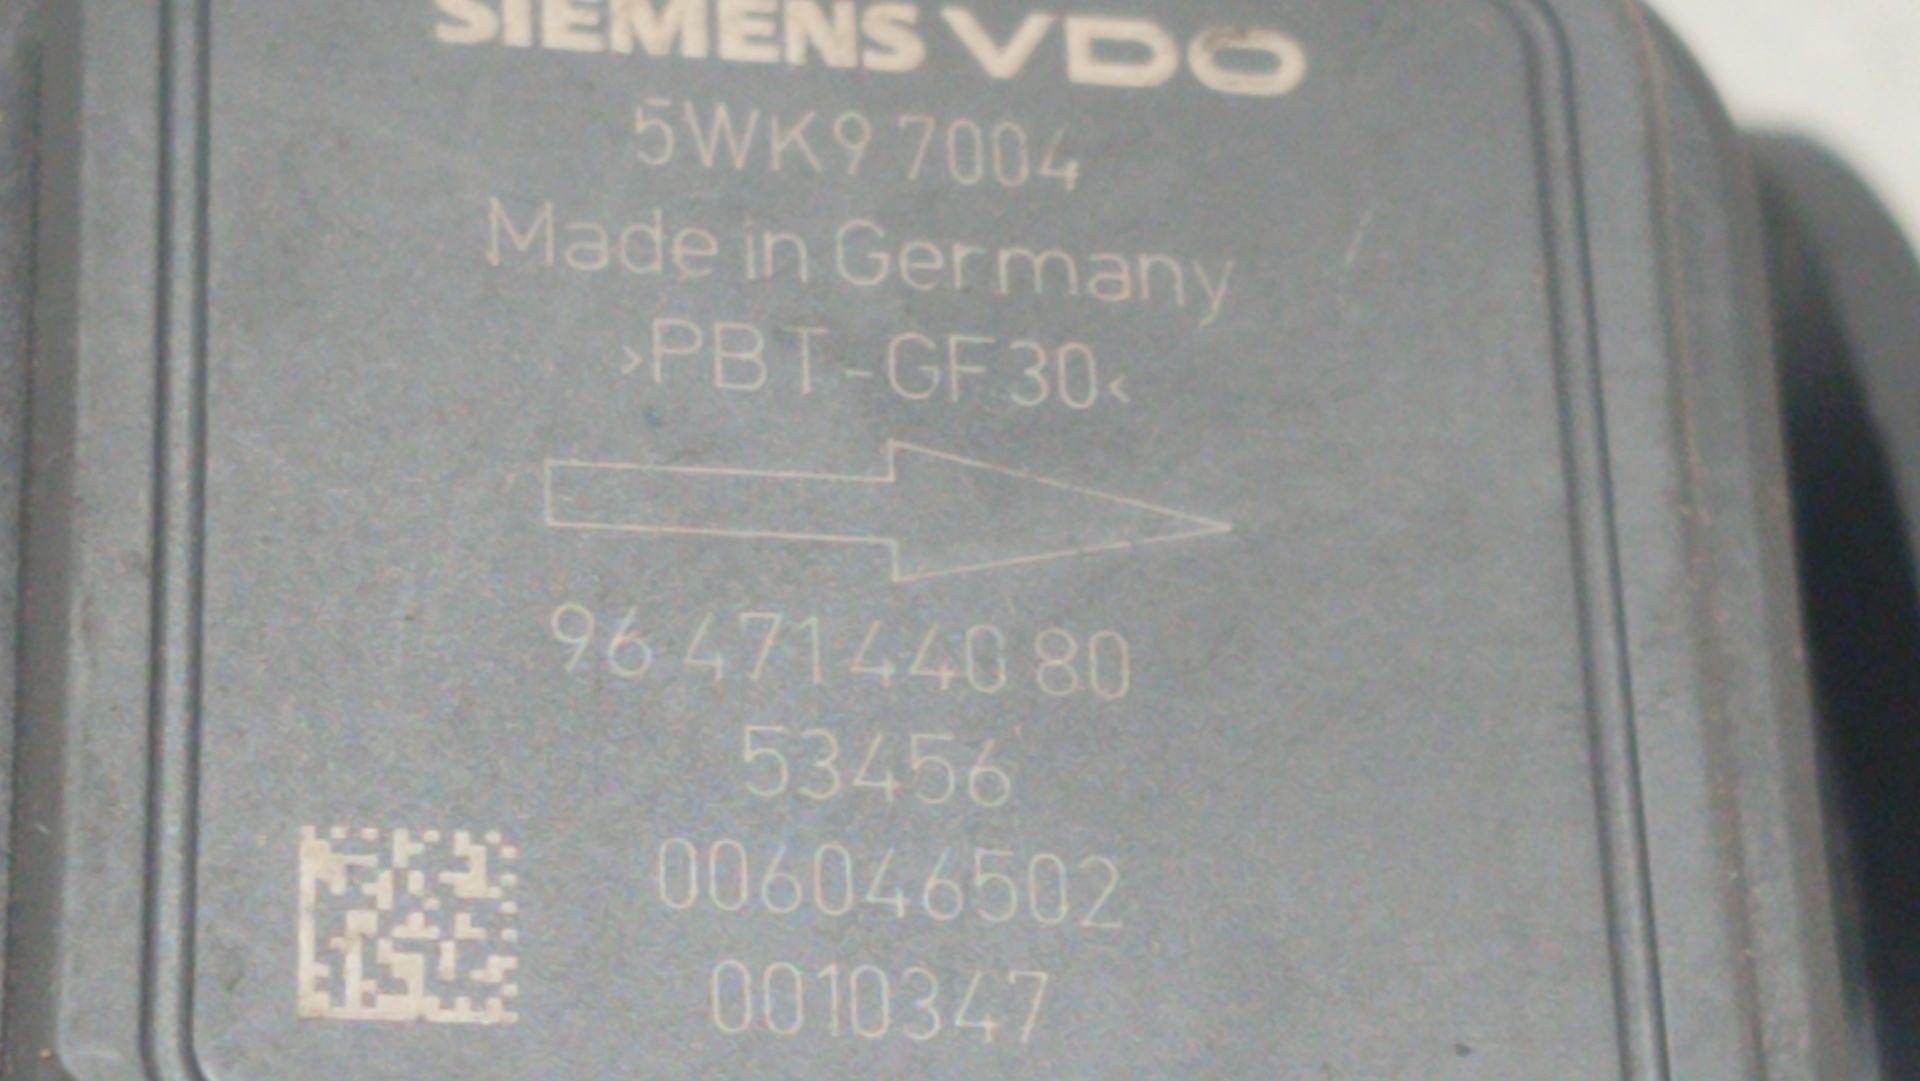 SIEMENS VDO
5WK9 7004
Made in Germany
>PBT-GF30<
96 471 440 80
53456
006046502
0010347